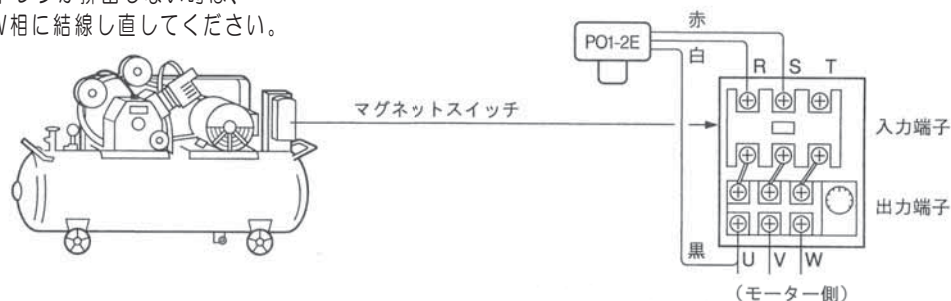 W相に結線し直してください。
赤
PO1-2E
白
R S T
マグネットスイッチ
入力端子
出力端子
黒
U V W
(モーター側)